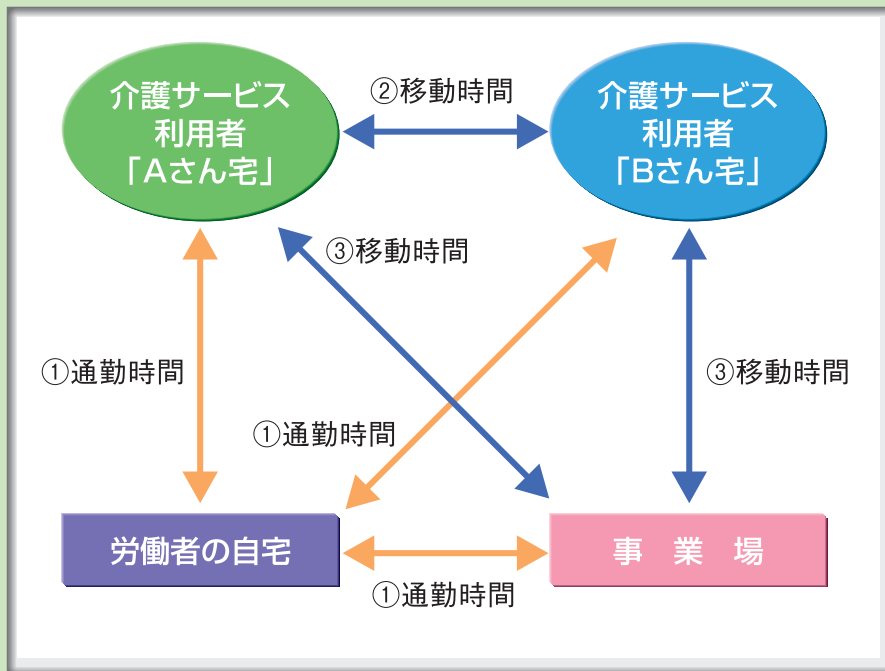 介護サービス
利用者
「Aさん宅」
②移動時間
介護サービス
利用者
「Bさん宅」
③移動時間
①通勤時間
③移動時間
①通勤時間
労働者の自宅
事業場
①通勤時間